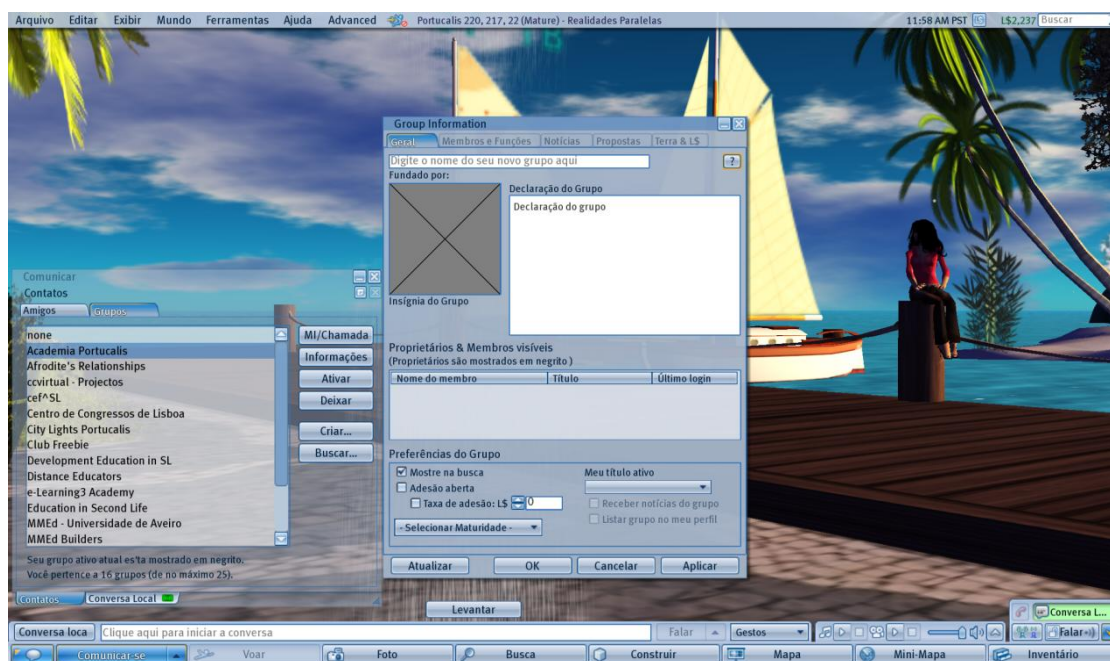 Arquivo Editar Exibir Mundo Ferramentas Ajuda Advanced Portucalis 220, 217, 22 (Mature) - Realidades Paralelas 11:58 AM PST L$2,237 Buscar
Group Information
Geral Membros e Funções Notícias Propostas Terra & L$
Digite o nome do seu novo grupo aqui ?
Fundado por:
Declaração do Grupo
Declaração do grupo
Insígnia do Grupo
Proprietários & Membros visíveis
(Proprietários são mostrados em negrito )
Nome do membro Título Último login
Preferências do Grupo
Mostre na busca
Adesão aberta
Taxa de adesão: L$ 0
- Selecionar Maturidade -
Meu título ativo
Receber notícias do grupo
Listar grupo no meu perfil
Atualizar OK Cancelar Aplicar
Comunicar
Contatos
Amigos Grupos
none
Academia Portucalis
Afrodite's Relationships
ccvirtual - Projectos
cef^SL
Centro de Congressos de Lisboa
City Lights Portucalis
Club Freebie
Development Education in SL
Distance Educators
e-Learning3 Academy
Education in Second Life
MMEd - Universidade de Aveiro
MMEd Builders
MI/Chamada
Informações
Ativar
Deixar
Criar...
Buscar...
Seu grupo ativo atual es'ta mostrado em negrito.
Você pertence a 16 grupos (de no máximo 25).
Contatos Conversa Local
Levantar
Conversa L...
Conversa loca Clique aqui para iniciar a conversa Falar Gestos Falar
Comunicar-se Voar Foto Busca Construir Mapa Mini-Mapa Inventário